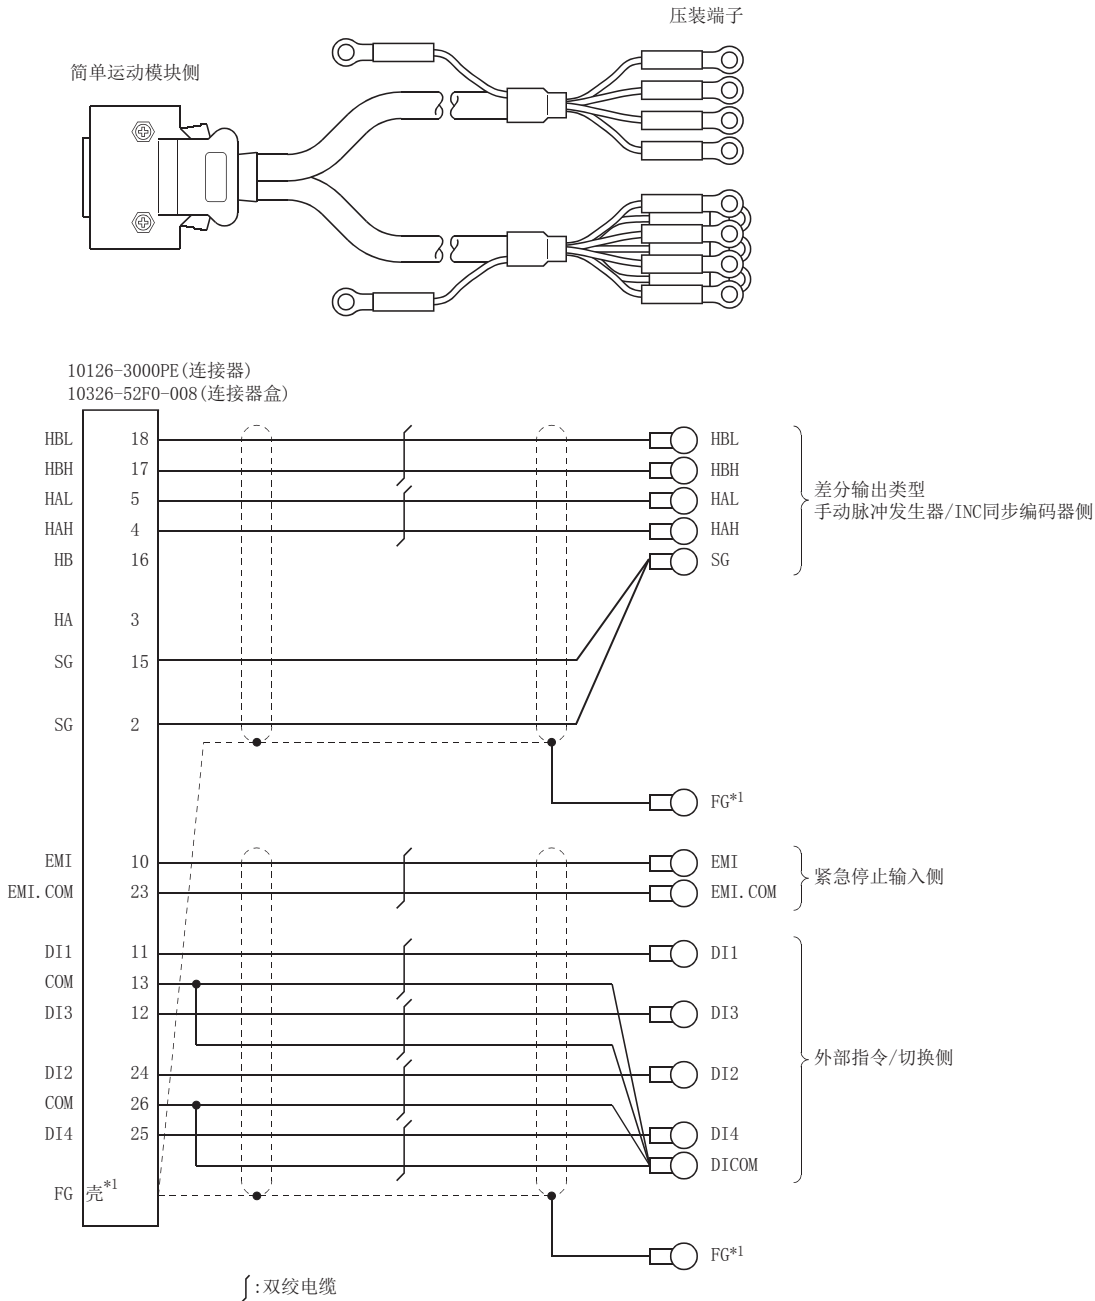 压装端子
简单运动模块侧
10126-3000PE(连接器)
10326-52F0-008(连接器盒)
HBL 18 HBL
HBH 17 HBH
HAL 5 HAL
差分输出类型
手动脉冲发生器/INC同步编码器侧
HAH 4 HAH
HB 16 SG
HA 3
SG 15
SG 2
FG*1
EMI 10 EMI
紧急停止输入侧
EMI.COM 23 EMI.COM
DI1 11 DI1
COM 13
DI3 12 DI3
外部指令/切换侧
DI2 24 DI2
COM 26
DI4 25 DI4
DICOM
FG 壳*1
FG*1
:双绞电缆